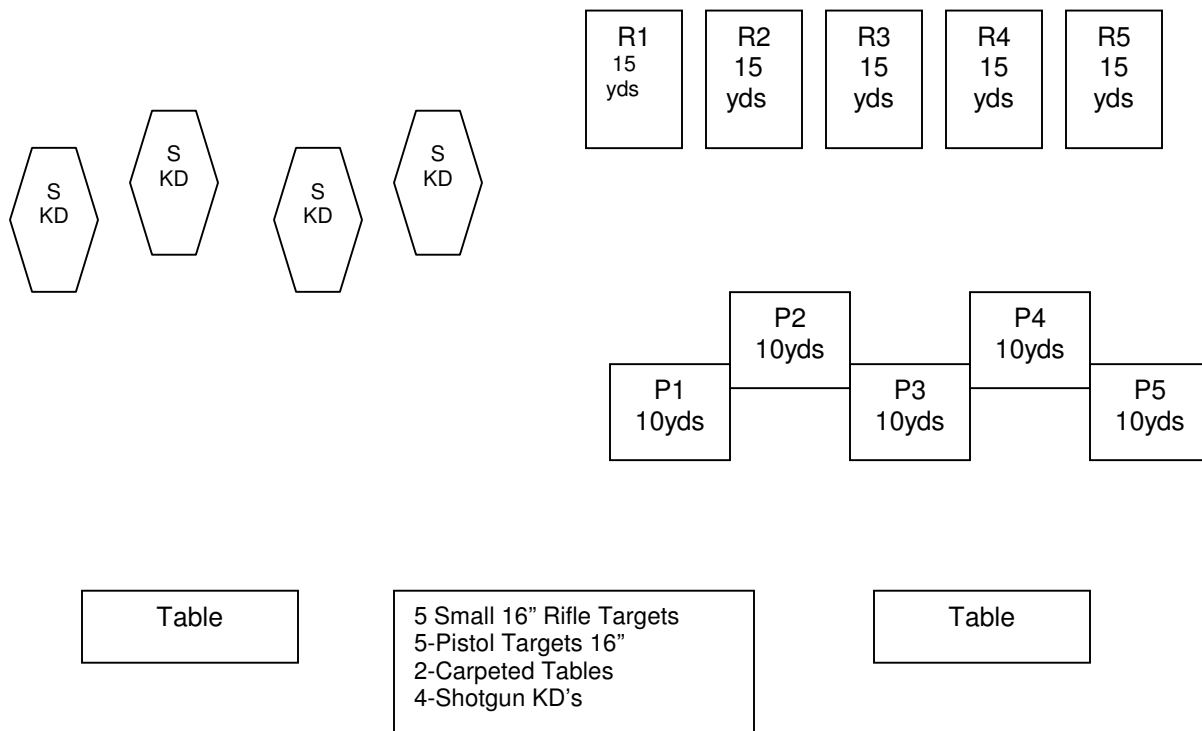 R1
15
yds
R2
15
yds
R3
15
yds
R4
15
yds
R5
15
yds
S
KD
S
KD
S
KD
S
KD
P2
10yds
P4
10yds
P1
10yds
P3
10yds
P5
10yds
Table
5 Small 16” Rifle Targets
5-Pistol Targets 16”
2-Carpeted Tables
4-Shotgun KD’s
Table